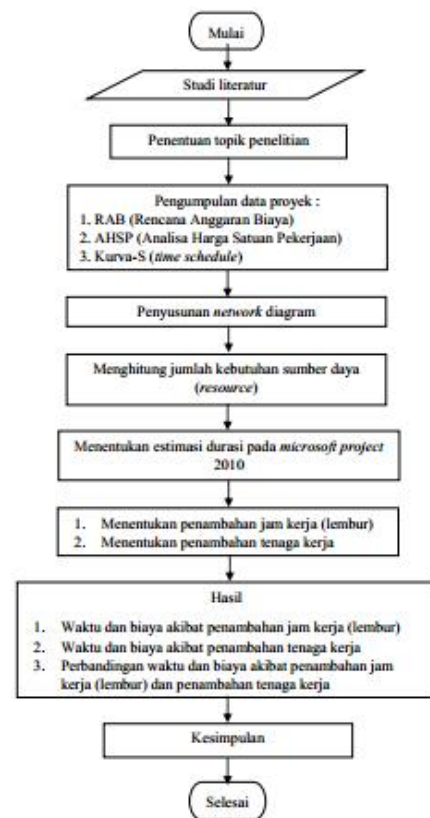 Mulai
Studi literatur
Penentuan topik penelitian
Pengumpulan data proyek :
1. RAB (Rencana Anggaran Biaya)
2. AHSP (Analisa Harga Satuan Pekerjaan)
3. Kurva-S (time schedule)
Penyusunan network diagram
Menghitung jumlah kebutuhan sumber daya
(resource)
Menentukan estimasi durasi pada microsoft project
2010
1. Menentukan penambahan jam kerja (lembur)
2. Menentukan penambahan tenaga kerja
Hasil
1. Waktu dan biaya akibat penambahan jam kerja (lembur)
2. Waktu dan biaya akibat penambahan tenaga kerja
3. Perbandingan waktu dan biaya akibat penambahan jam
kerja (lembur) dan penambahan tenaga kerja
Kesimpulan
Selesai